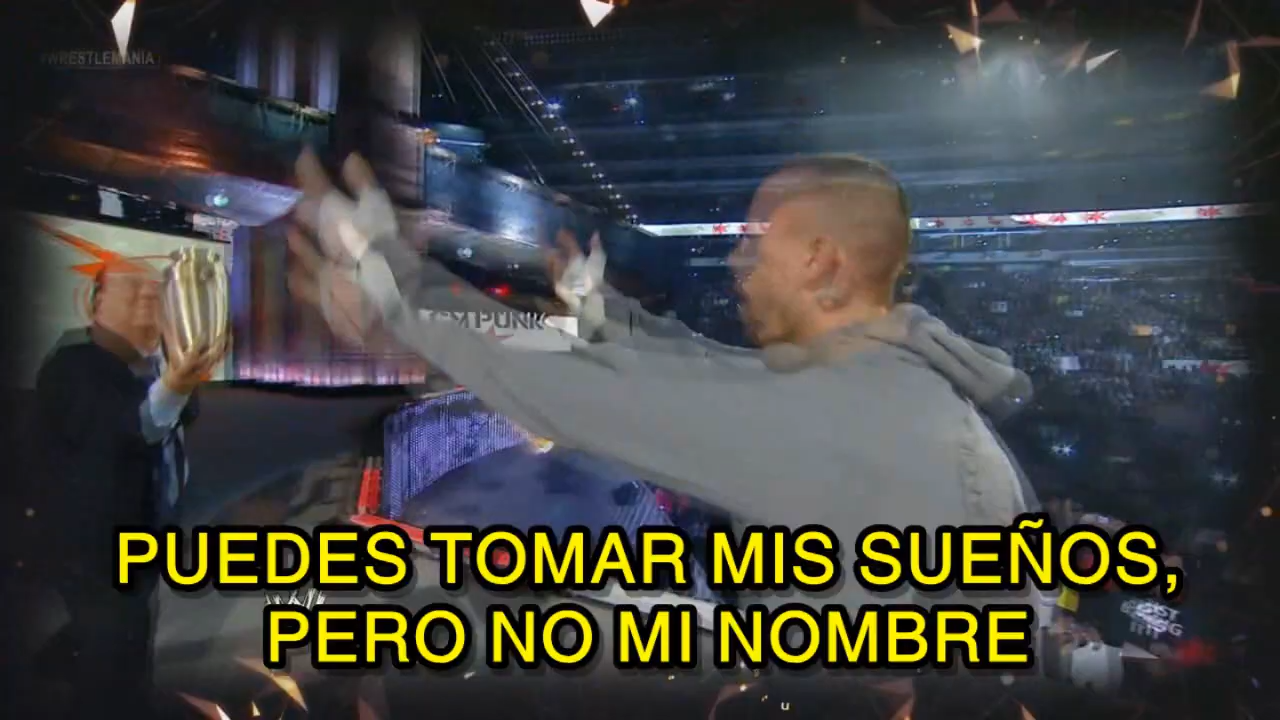 #WRESTLEMANIA
CM PUNK
PUEDES TOMAR MIS SUEÑOS,
PERO NO MI NOMBRE